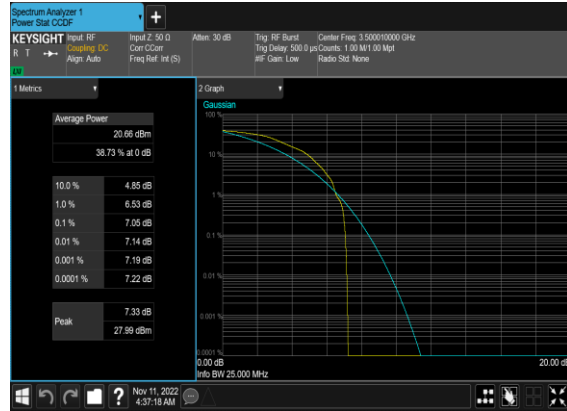 Spectrum Analyzer 1
Power Stat CCDF
KEYSIGHT Input: RF Input Z: 50 Ω Atten: 30 dB Trig: RF Burst Center Freq: 3.500010000 GHz
R T Coupling: DC Corr CCorr Trig Delay: 500.0 µs Counts: 1.00 M/1.00 Mpt
Align: Auto Freq Ref: Int (S) #IF Gain: Low Radio Std: None
1 Metrics
Average Power
20.66 dBm
38.73 % at 0 dB
10.0 % 4.85 dB
1.0 % 6.53 dB
0.1 % 7.05 dB
0.01 % 7.14 dB
0.001 % 7.19 dB
0.0001 % 7.22 dB
Peak 7.33 dB
27.99 dBm
2 Graph
Gaussian
100 %
10 %
1 %
0.1 %
0.01 %
0.001 %
0.0001 %
0.00 dB 20.00 dB
Info BW 25.000 MHz
Nov 11, 2022
4:37:18 AM